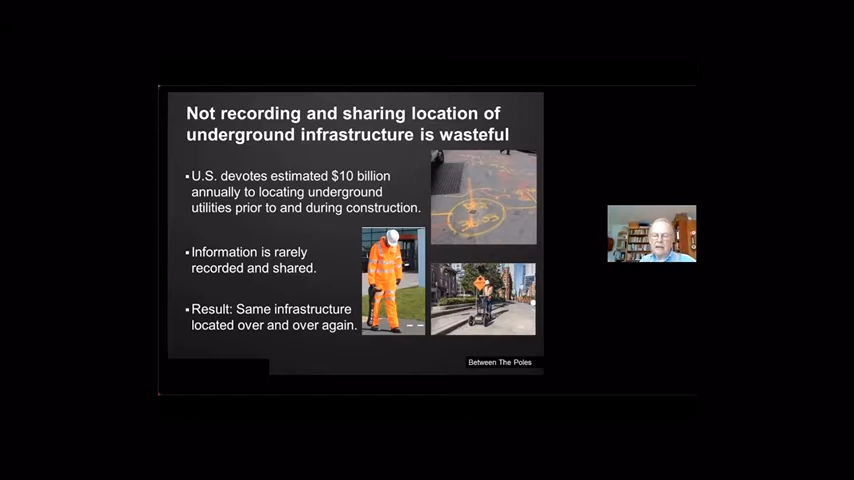 Not recording and sharing location of
underground infrastructure is wasteful
▪U.S. devotes estimated $10 billion
annually to locating underground
utilities prior to and during construction.
▪Information is rarely
recorded and shared.
▪Result: Same infrastructure
located over and over again.
Between The Poles